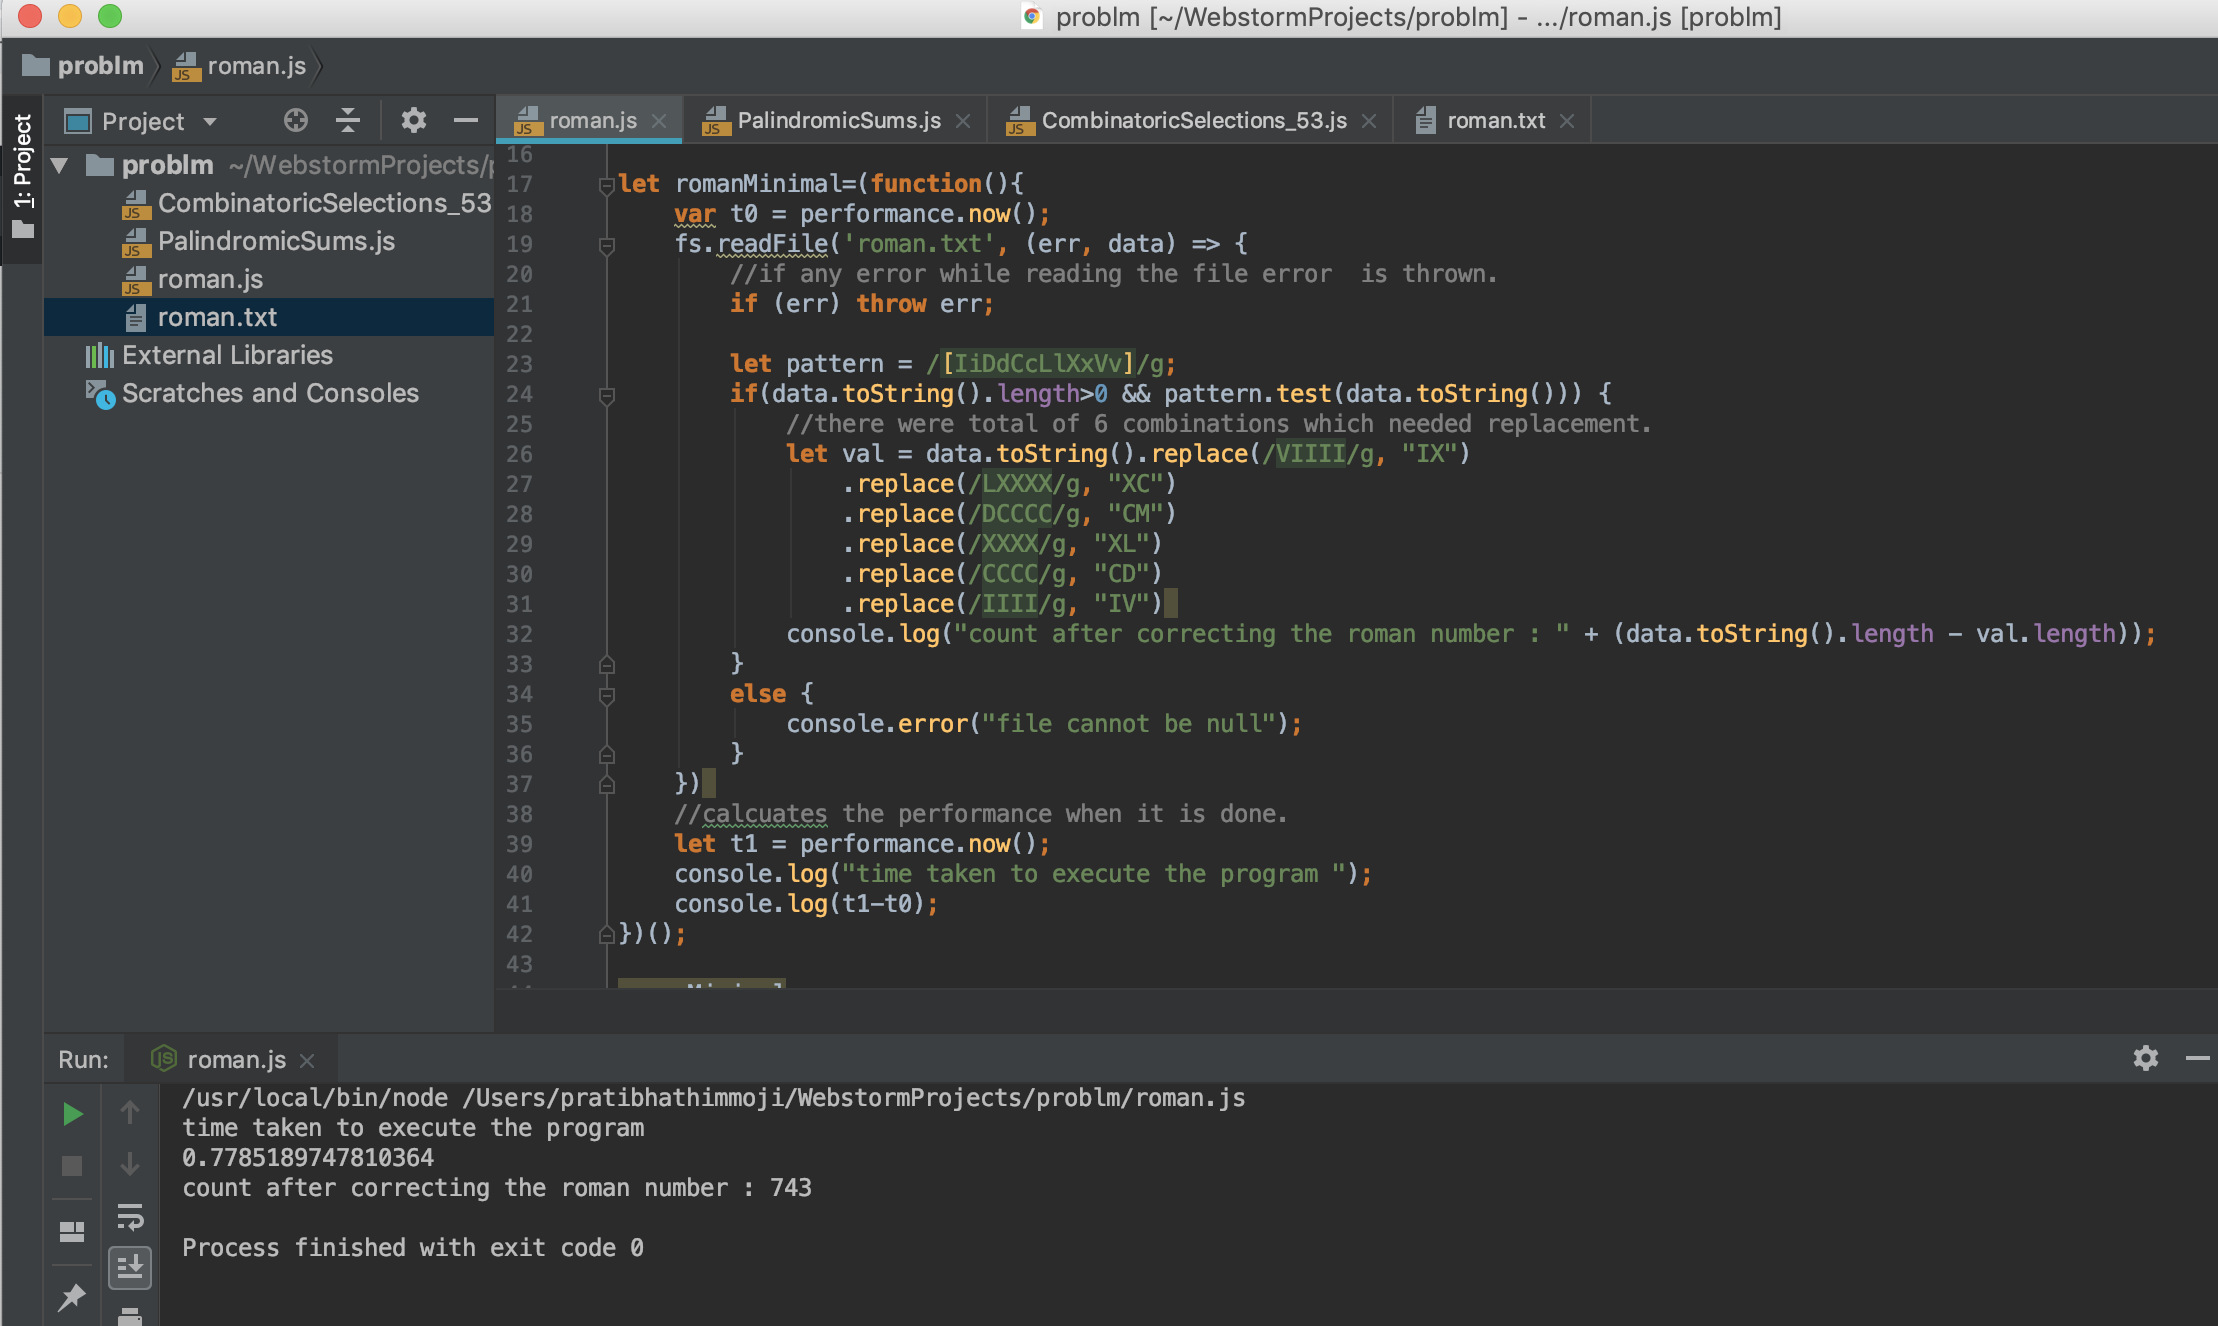 problm [~/WebstormProjects/problm] - .../roman.js [problm]
problm roman.js
1: Project
Project
problm ~/WebstormProjects/
CombinatoricSelections_53
PalindromicSums.js
roman.js
roman.txt
External Libraries
Scratches and Consoles
roman.js PalindromicSums.js CombinatoricSelections_53.js roman.txt
16
17 let romanMinimal=(function(){
18     var t0 = performance.now();
19     fs.readFile('roman.txt', (err, data) => {
20         //if any error while reading the file error  is thrown.
21         if (err) throw err;
22
23         let pattern = /[IiDdCcLlXxVv]/g;
24         if(data.toString().length>0 && pattern.test(data.toString())) {
25             //there were total of 6 combinations which needed replacement.
26             let val = data.toString().replace(/VIIII/g, "IX")
27                 .replace(/LXXXX/g, "XC")
28                 .replace(/DCCCC/g, "CM")
29                 .replace(/XXXX/g, "XL")
30                 .replace(/CCCC/g, "CD")
31                 .replace(/IIII/g, "IV")
32             console.log("count after correcting the roman number : " + (data.toString().length - val.length));
33         }
34         else {
35             console.error("file cannot be null");
36         }
37     })
38     //calcuates the performance when it is done.
39     let t1 = performance.now();
40     console.log("time taken to execute the program ");
41     console.log(t1-t0);
42 })();
43
Run: roman.js
/usr/local/bin/node /Users/pratibhathimmoji/WebstormProjects/problm/roman.js
time taken to execute the program
0.7785189747810364
count after correcting the roman number : 743
Process finished with exit code 0